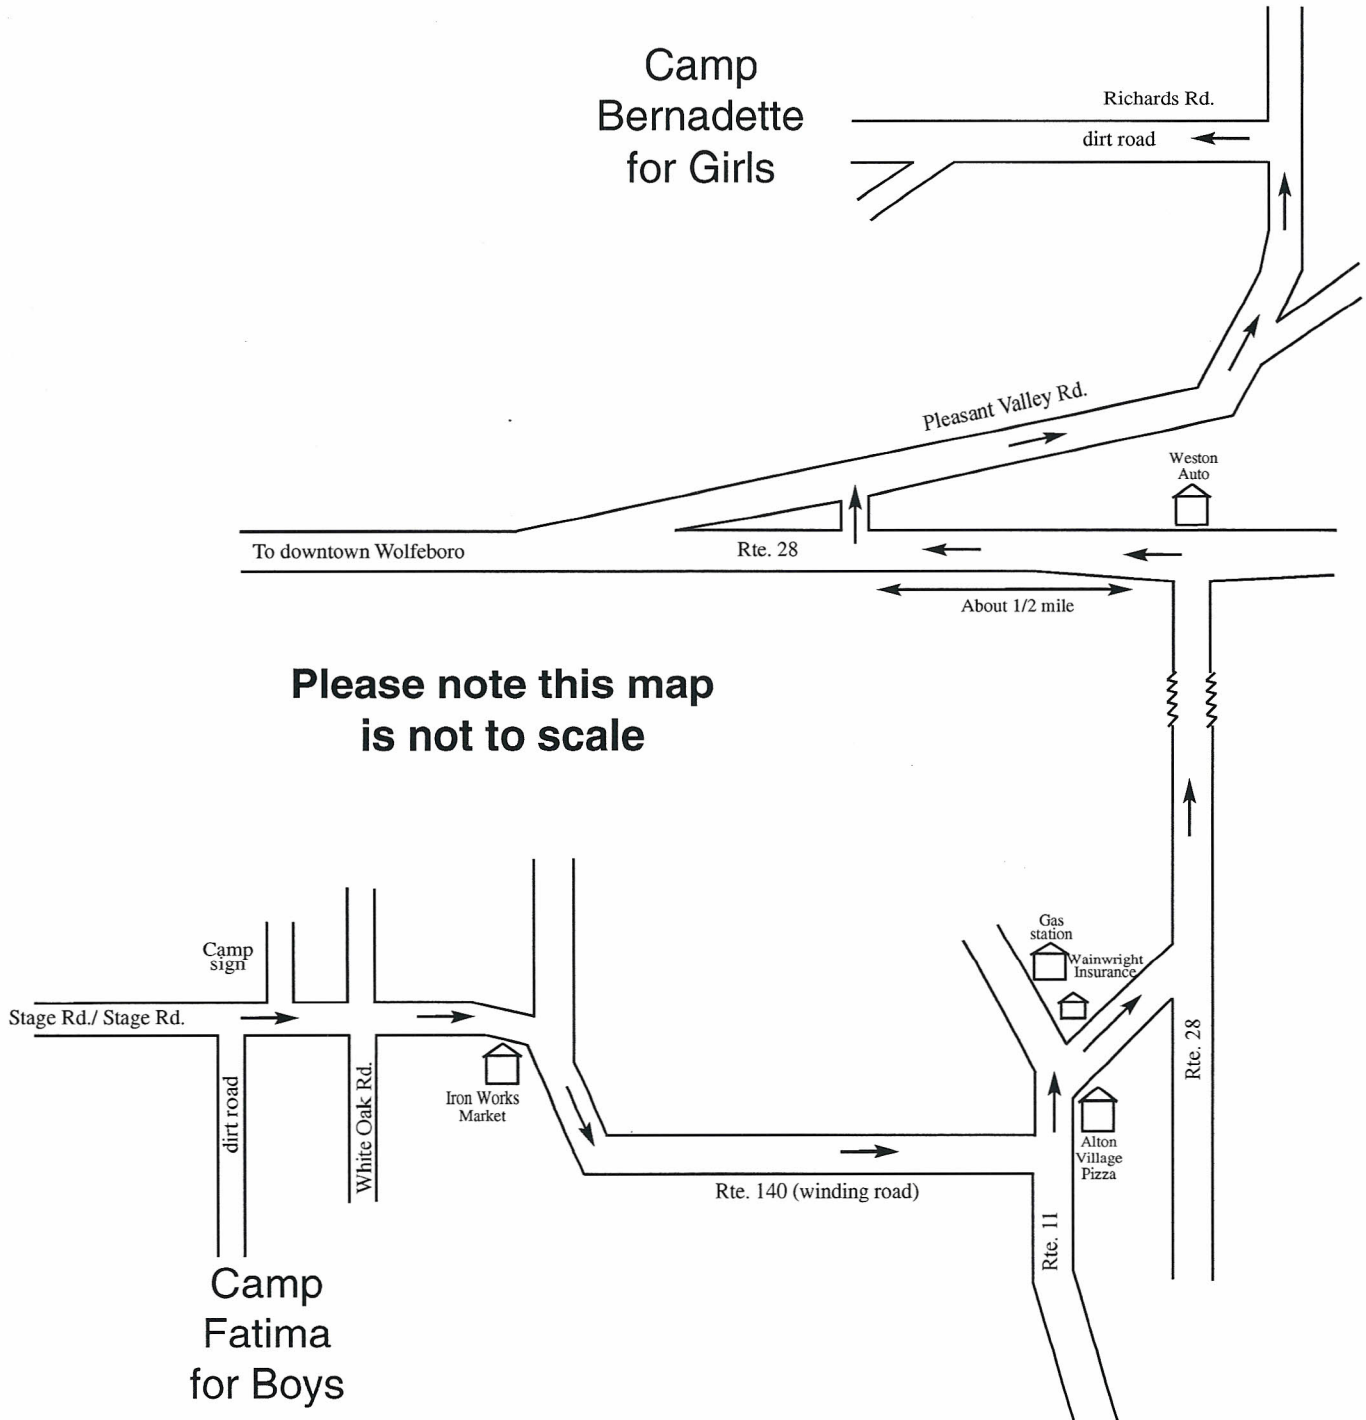 Camp
Bernadette
for Girls
Richards Rd.
dirt road
Pleasant Valley Rd.
Weston
Auto
To downtown Wolfeboro
Rte. 28
About 1/2 mile
Please note this map
is not to scale
Gas
station
Wainwright
Insurance
Camp
sign
Stage Rd./ Stage Rd.
Rte. 28
dirt road
White Oak Rd.
Iron Works
Market
Alton
Village
Pizza
Rte. 140 (winding road)
Rte. 11
Camp
Fatima
for Boys